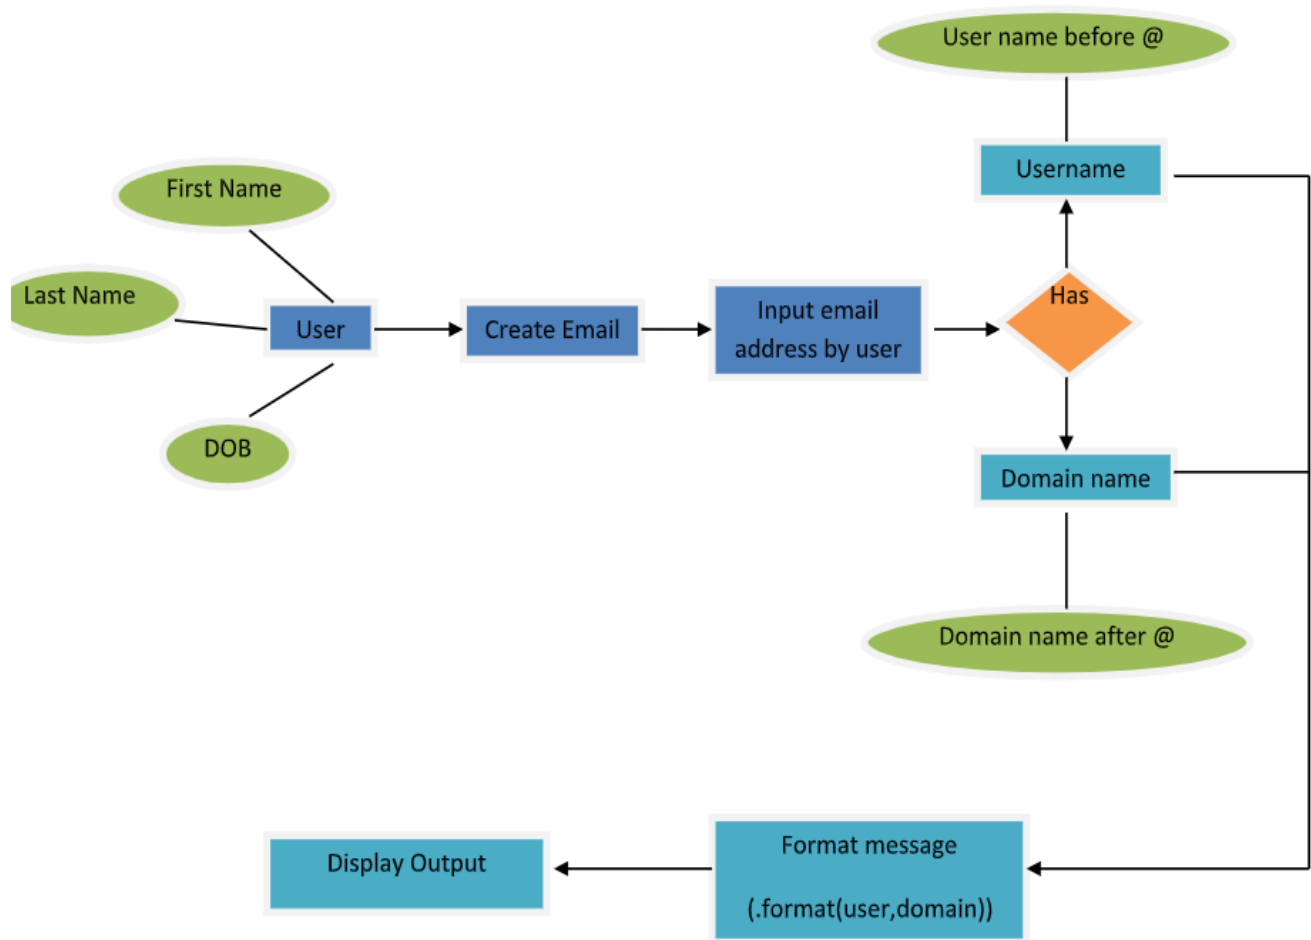 User name before @
Username
First Name
Last Name
User
Create Email
Input email
address by user
Has
DOB
Domain name
Domain name after @
Display Output
Format message
(.format(user,domain))